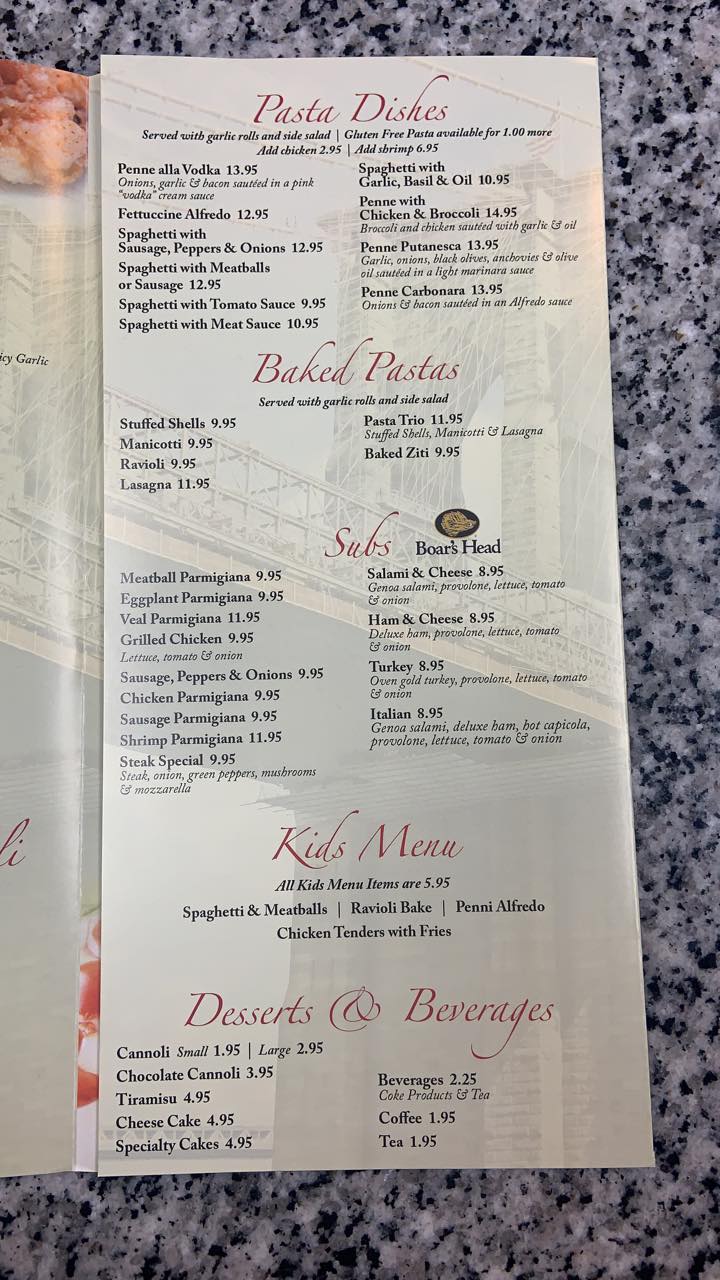 Pasta Dishes
Served with garlic rolls and side salad | Gluten Free Pasta available for 1.00 more
Add chicken 2.95 | Add shrimp 6.95
Penne alla Vodka 13.95
Onions, garlic & bacon sautéed in a pink
"vodka" cream sauce
Fettuccine Alfredo 12.95
Spaghetti with
Sausage, Peppers & Onions 12.95
Spaghetti with Meatballs
or Sausage 12.95
Spaghetti with Tomato Sauce 9.95
Spaghetti with Meat Sauce 10.95
Spaghetti with
Garlic, Basil & Oil 10.95
Penne with
Chicken & Broccoli 14.95
Broccoli and chicken sautéed with garlic & oil
Penne Putanesca 13.95
Garlic, onions, black olives, anchovies & olive
oil sautéed in a light marinara sauce
Penne Carbonara 13.95
Onions & bacon sautéed in an Alfredo sauce
icy Garlic
Baked Pastas
Served with garlic rolls and side salad
Stuffed Shells 9.95
Manicotti 9.95
Ravioli 9.95
Lasagna 11.95
Pasta Trio 11.95
Stuffed Shells, Manicotti & Lasagna
Baked Ziti 9.95
Subs Boar's Head
Meatball Parmigiana 9.95
Eggplant Parmigiana 9.95
Veal Parmigiana 11.95
Grilled Chicken 9.95
Lettuce, tomato & onion
Sausage, Peppers & Onions 9.95
Chicken Parmigiana 9.95
Sausage Parmigiana 9.95
Shrimp Parmigiana 11.95
Steak Special 9.95
Steak, onion, green peppers, mushrooms
& mozzarella
Salami & Cheese 8.95
Genoa salami, provolone, lettuce, tomato
& onion
Ham & Cheese 8.95
Deluxe ham, provolone, lettuce, tomato
& onion
Turkey 8.95
Oven gold turkey, provolone, lettuce, tomato
& onion
Italian 8.95
Genoa salami, deluxe ham, hot capicola,
provolone, lettuce, tomato & onion
li
Kids Menu
All Kids Menu Items are 5.95
Spaghetti & Meatballs | Ravioli Bake | Penni Alfredo
Chicken Tenders with Fries
Desserts & Beverages
Cannoli Small 1.95 | Large 2.95
Chocolate Cannoli 3.95
Tiramisu 4.95
Cheese Cake 4.95
Specialty Cakes 4.95
Beverages 2.25
Coke Products & Tea
Coffee 1.95
Tea 1.95